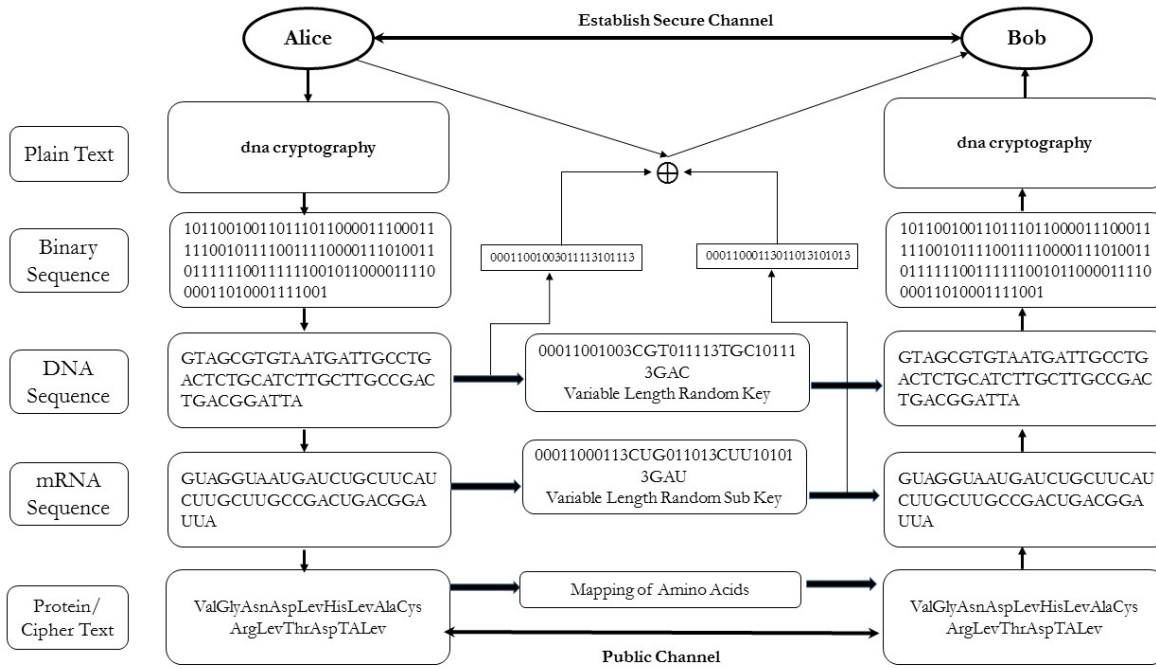 Establish Secure Channel
Alice
Bob
Plain Text
dna cryptography
dna cryptography
Binary
Sequence
101100100110111011000011100011
111001011110011110000111010011
011111100111111001011000011110
00011010001111001
00011001003011113101113
0001100011301101310101​3
101100100110111011000011100011
111001011110011110000111010011
011111100111111001011000011110
00011010001111001
DNA
Sequence
GTAGCGTGTAATGATTGCCTG
ACTCTGCATCTTGCTTGCCGAC
TGACGGATTA
00011001003CGT011113TGC10111
3GAC
Variable Length Random Key
GTAGCGTGTAATGATTGCCTG
ACTCTGCATCTTGCTTGCCGAC
TGACGGATTA
mRNA
Sequence
GUAGGUAAUGAUCUGCUUCAU
CUUGCUUGCCGACUGACGGA
UUA
00011000113CUG011013CUU10101
3GAU
Variable Length Random Sub Key
GUAGGUAAUGAUCUGCUUCAU
CUUGCUUGCCGACUGACGGA
UUA
Protein/
Cipher Text
ValGlyAsnAspLevHisLevAlaCys
ArgLevThrAspTALev
Mapping of Amino Acids
ValGlyAsnAspLevHisLevAlaCys
ArgLevThrAspTALev
Public Channel